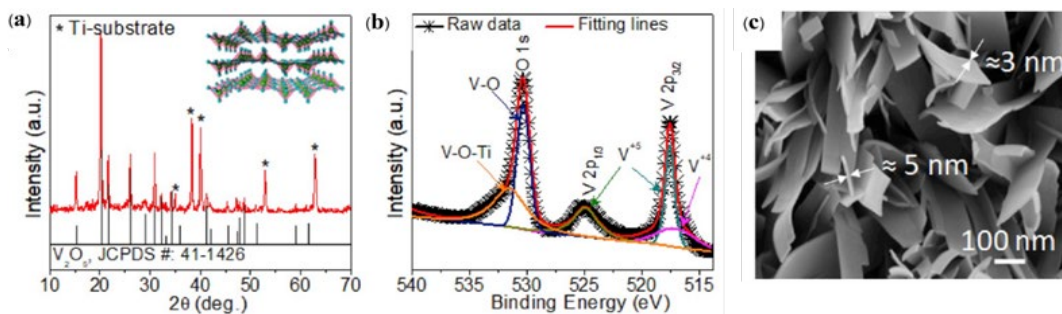 (a)
* Ti-substrate
*
*
*
*
*
Intensity (a.u.)
V₂O₅, JCPDS #: 41-1426
10 20 30 40 50 60 70
2θ (deg.)
(b)
Raw data
Fitting lines
O 1s
V-O
V-O-Ti
V 2p1/3
V+5
V 2p3/2
V+4
Intensity (a.u.)
540 535 530 525 520 515
Binding Energy (eV)
(c)
≈3 nm
≈ 5 nm
100 nm